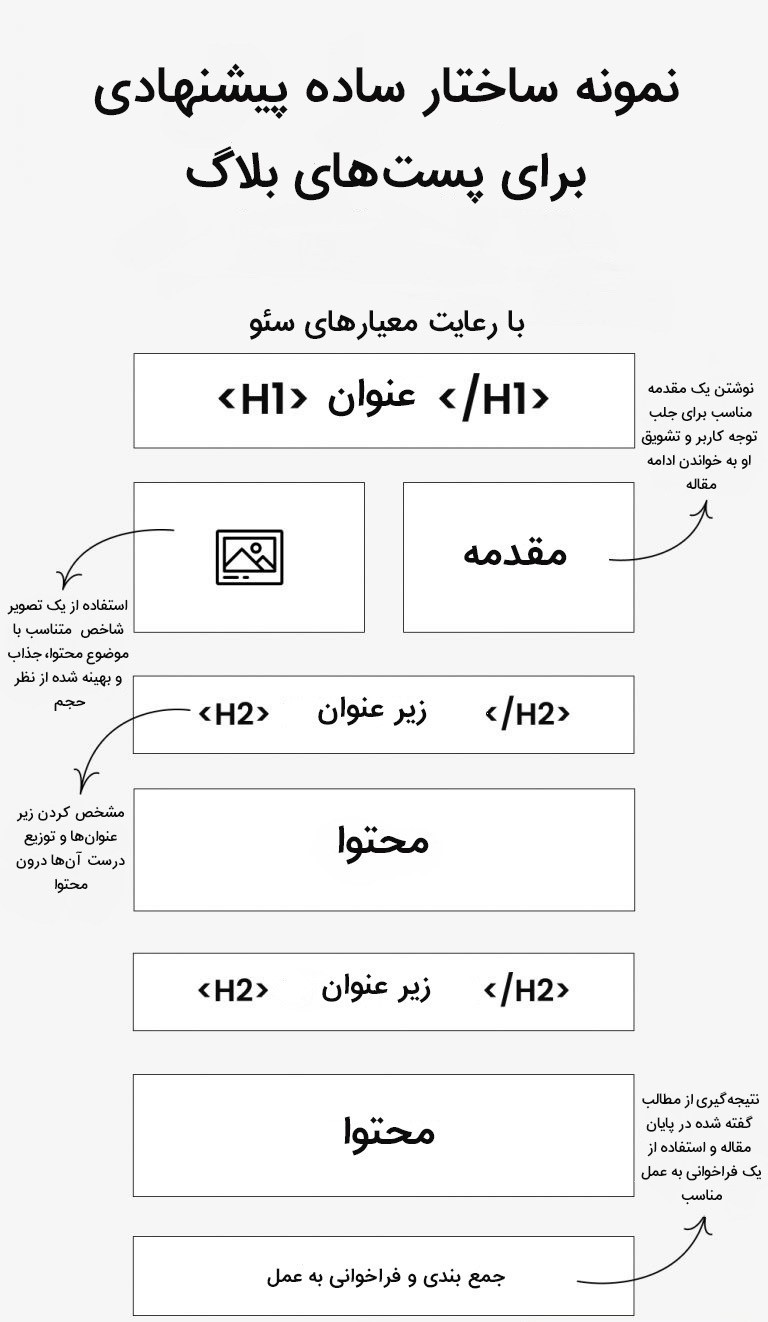 نمونه ساختار ساده پیشنهادی
برای پست‌های بلاگ
با رعایت معیارهای سئو
<H1> عنوان </H1>
نوشتن یک مقدمه
مناسب برای جلب
توجه کاربر و تشویق
او به خواندن ادامه
مقاله
مقدمه
استفاده از یک تصویر
شاخص متناسب با
موضوع محتوا، جذاب
و بهینه شده از نظر
حجم
<H2> زیر عنوان </H2>
مشخص کردن زیر
عنوان‌ها و توزیع
درست آن‌ها درون
محتوا
محتوا
<H2> زیر عنوان </H2>
محتوا
نتیجه‌گیری از مطالب
گفته شده در پایان
مقاله و استفاده از
یک فراخوانی به عمل
مناسب
جمع بندی و فراخوانی به عمل